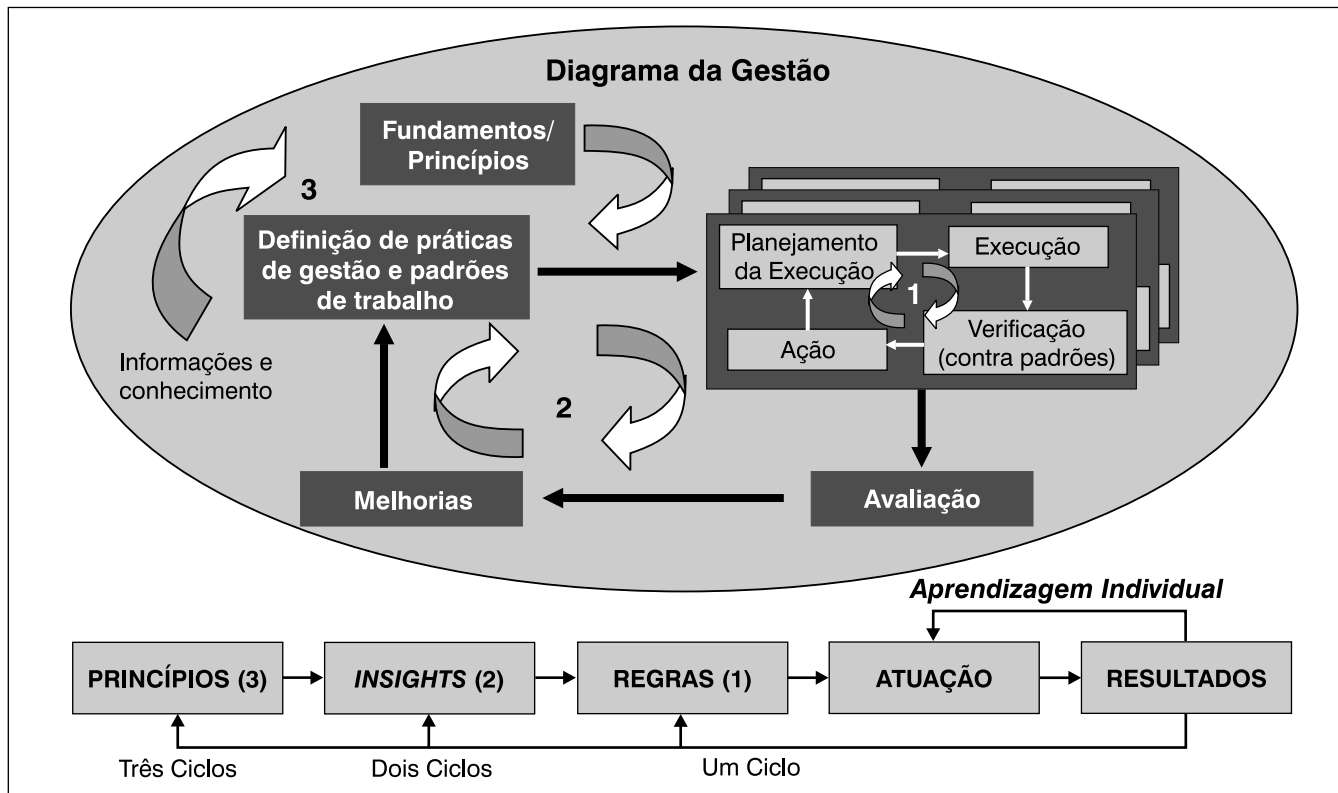 Diagrama da Gestão
Fundamentos/
Princípios
3
Definição de práticas
de gestão e padrões
de trabalho
Informações e
conhecimento
Planejamento
da Execução
Execução
1
Ação
Verificação
(contra padrões)
2
Melhorias
Avaliação
Aprendizagem Individual
PRINCÍPIOS (3)
INSIGHTS (2)
REGRAS (1)
ATUAÇÃO
RESULTADOS
Três Ciclos
Dois Ciclos
Um Ciclo